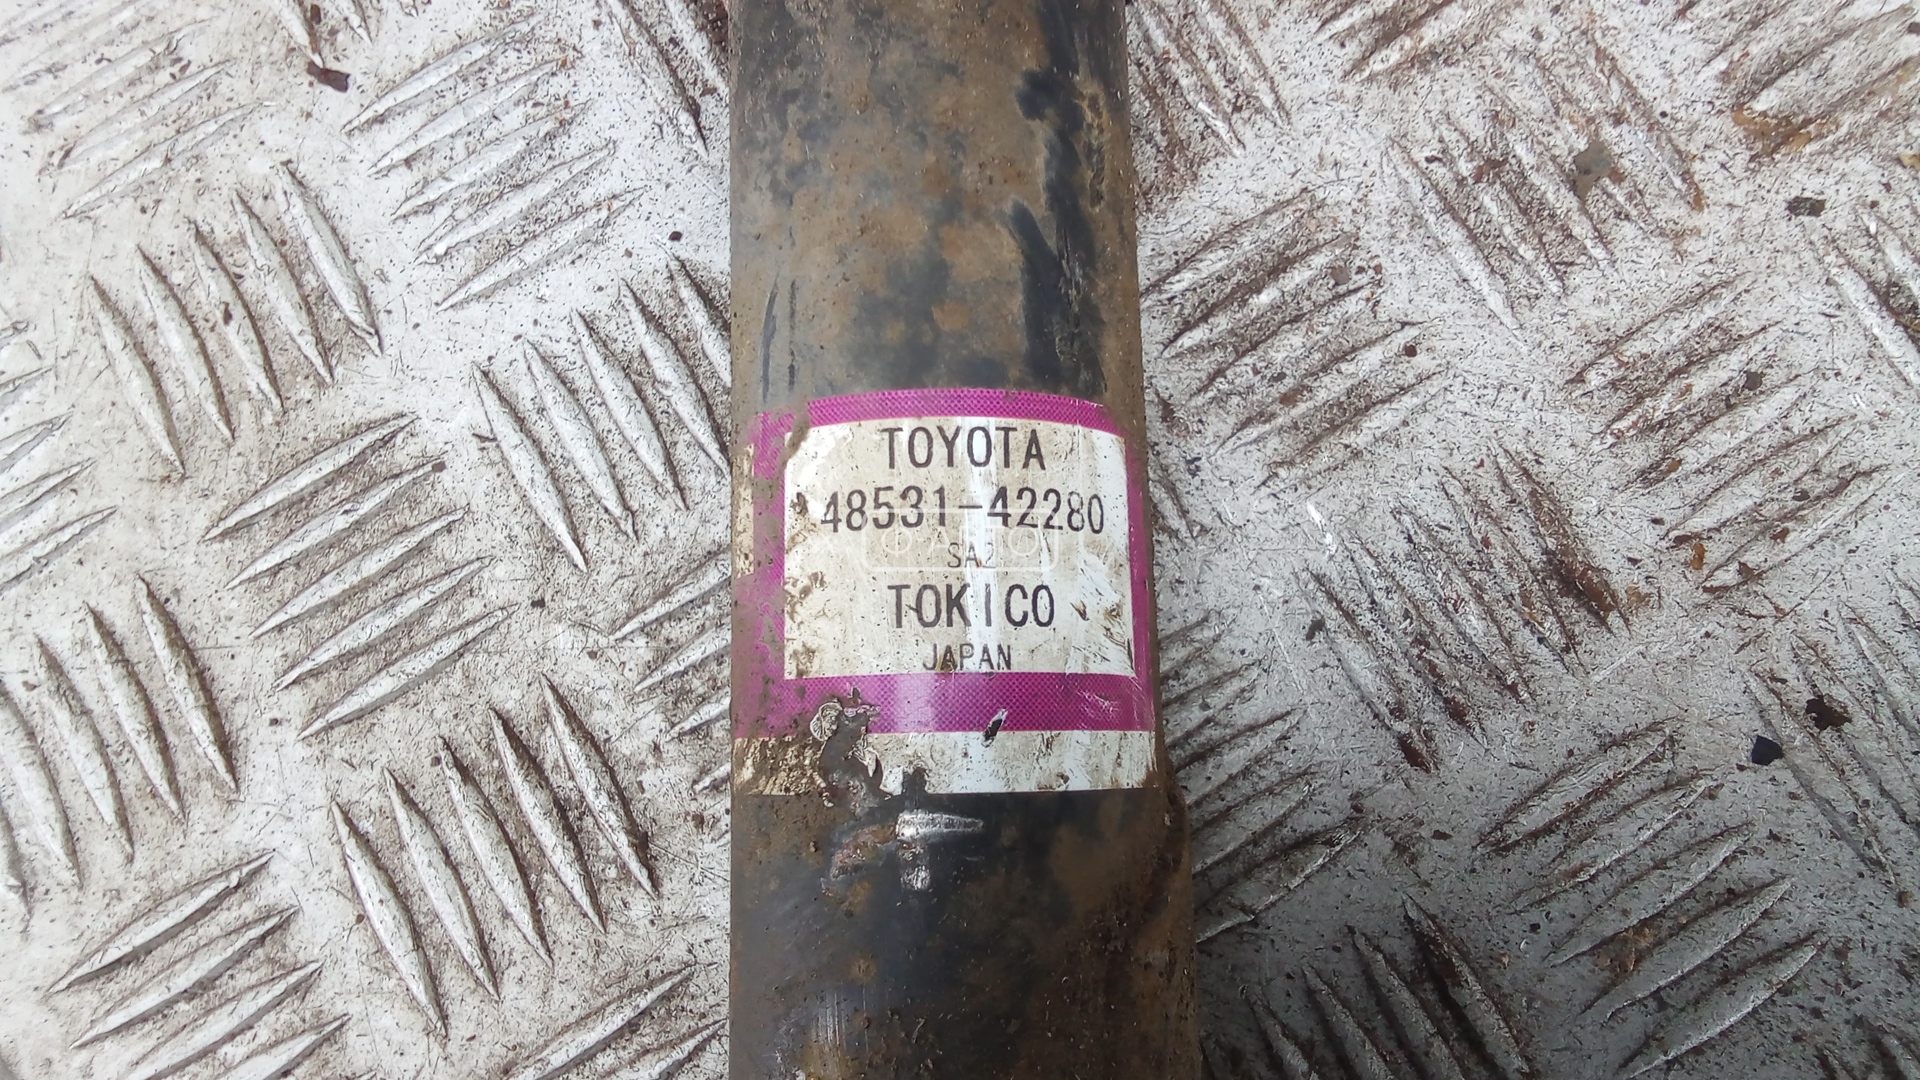 TOYOTA
48531-42280
SA2
TOKICO
JAPAN